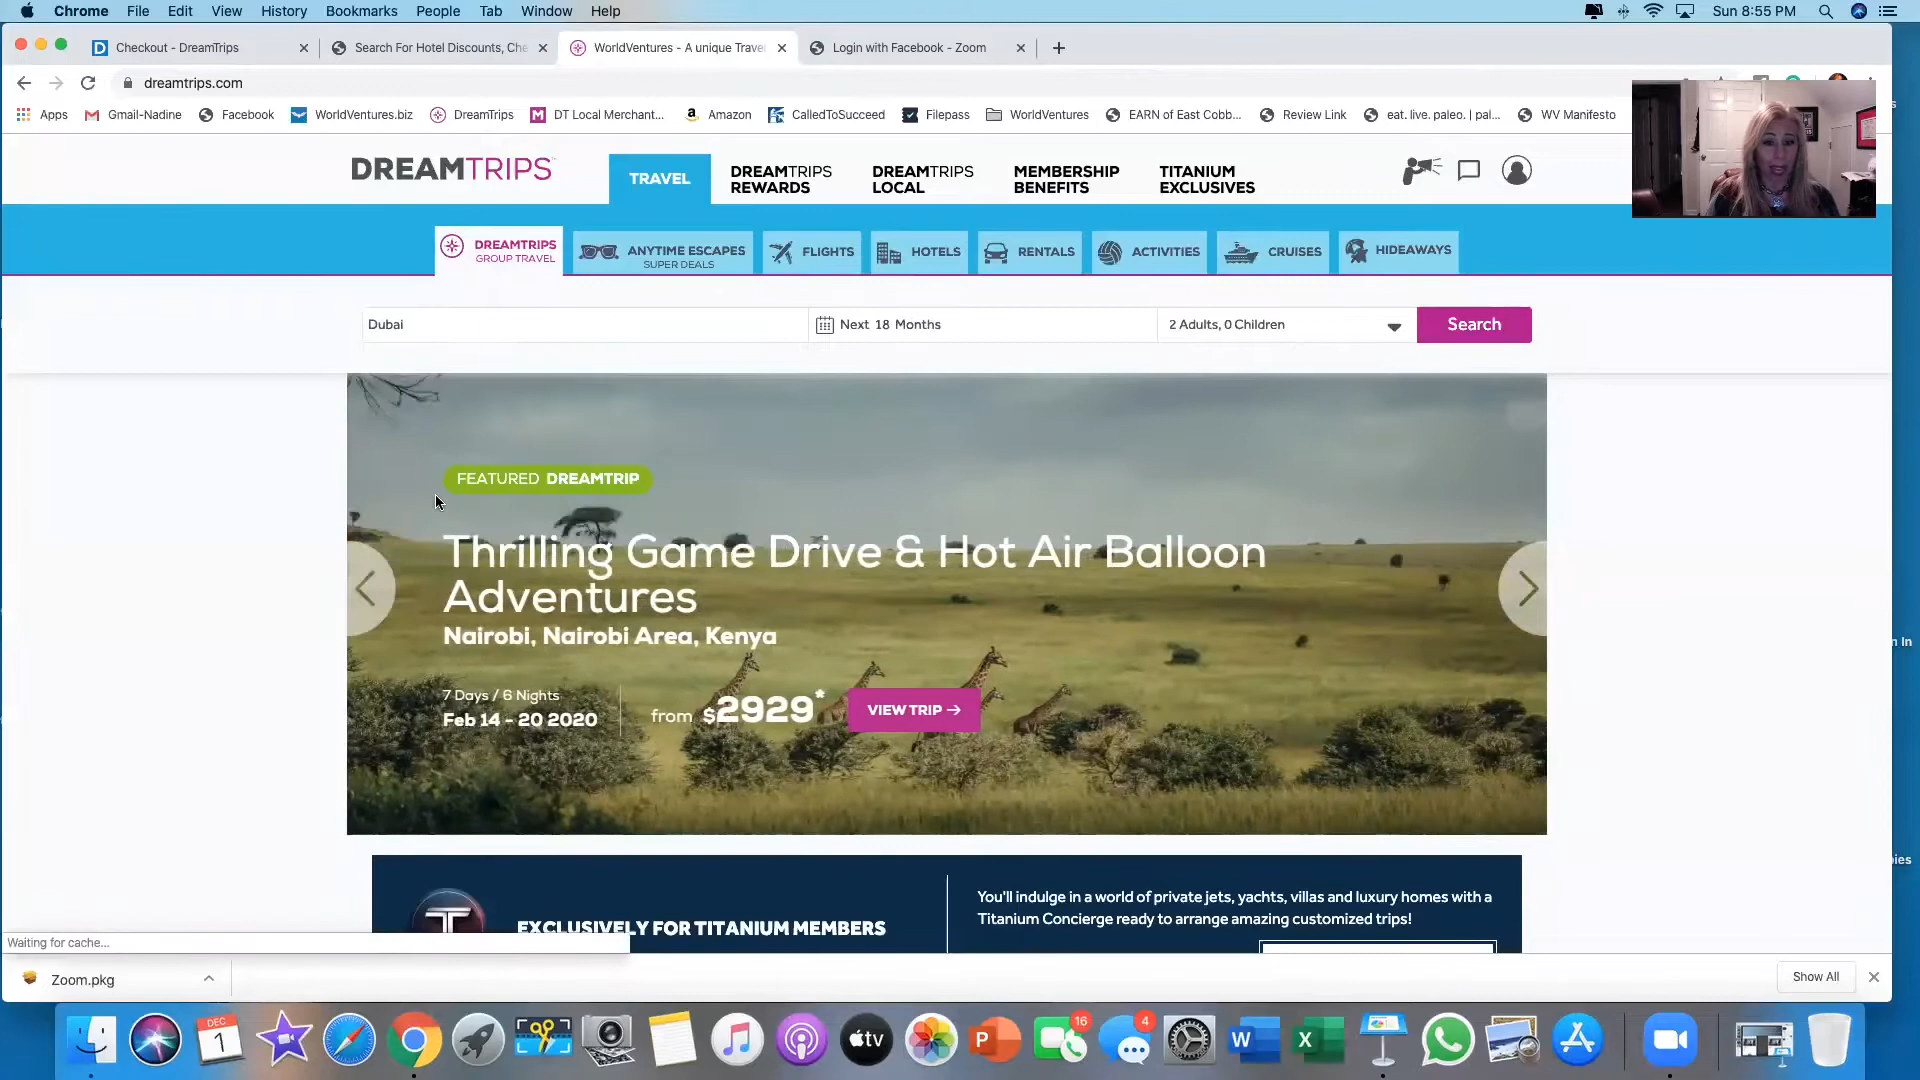 Chrome File Edit View History Bookmarks People Tab Window Help Sun 8:55 PM
Checkout - DreamTrips Search For Hotel Discounts, Che WorldVentures - A unique Trave Login with Facebook - Zoom
dreamtrips.com
Apps Gmail-Nadine Facebook WorldVentures.biz DreamTrips DT Local Merchant... Amazon CalledToSucceed Filepass WorldVentures EARN of East Cobb... Review Link eat. live. paleo. | pal... WV Manifesto
DREAMTRIPS
TRAVEL
DREAMTRIPS
REWARDS
DREAMTRIPS
LOCAL
MEMBERSHIP
BENEFITS
TITANIUM
EXCLUSIVES
DREAMTRIPS
GROUP TRAVEL
ANYTIME ESCAPES
SUPER DEALS
FLIGHTS
HOTELS
RENTALS
ACTIVITIES
CRUISES
HIDEAWAYS
Dubai Next 18 Months 2 Adults, 0 Children Search
FEATURED DREAMTRIP
Thrilling Game Drive & Hot Air Balloon
Adventures
Nairobi, Nairobi Area, Kenya
7 Days / 6 Nights
Feb 14 - 20 2020
from $2929*
VIEW TRIP →
T
EXCLUSIVELY FOR TITANIUM MEMBERS
You'll indulge in a world of private jets, yachts, villas and luxury homes with a
Titanium Concierge ready to arrange amazing customized trips!
Waiting for cache...
Zoom.pkg
Show All
n In
DEC
1
tv
P
16
4
W
X